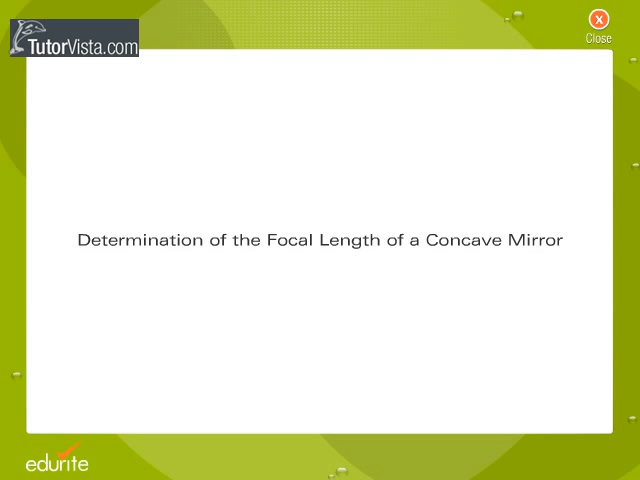 TutorVista.com
x
Close
Determination of the Focal Length of a Concave Mirror
edurite